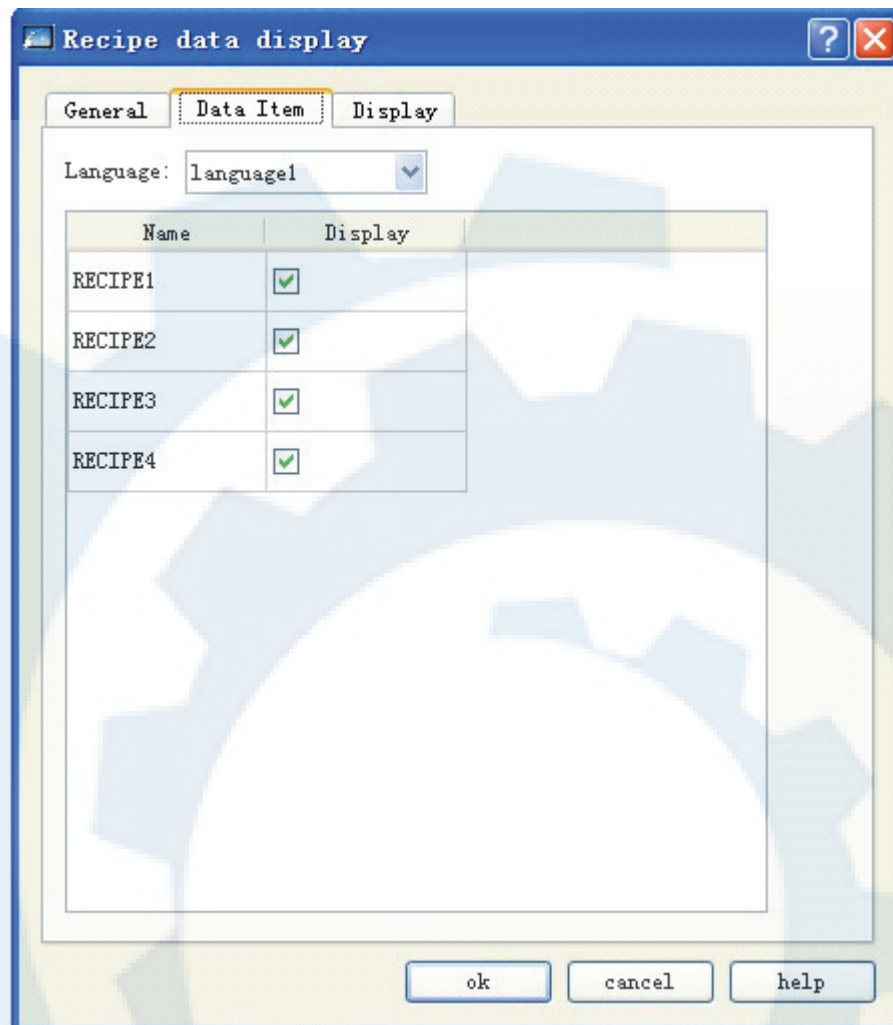 Recipe data display
General Data Item Display
Language: language1
Name Display
RECIPE1
RECIPE2
RECIPE3
RECIPE4
ok cancel help